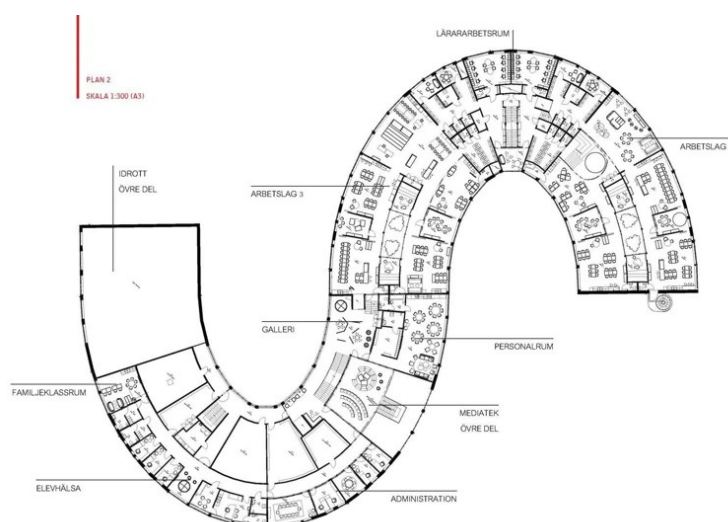 LÄRARARBETSRUM
PLAN 2
SKALA 1:300 (A3)
ARBETSLAG
IDROTT
ÖVRE DEL
ARBETSLAG 3
GALLERI
PERSONALRUM
FAMILJEKLASSRUM
MEDIATEK
ÖVRE DEL
ELEVHÄLSA
ADMINISTRATION